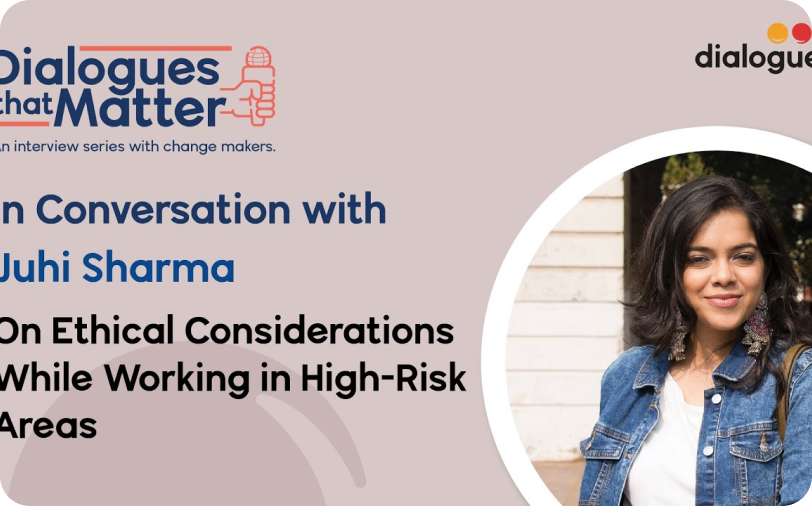 Dialogues
that Matter
An interview series with change makers.
dialogue
In Conversation with
Juhi Sharma
On Ethical Considerations
While Working in High-Risk
Areas